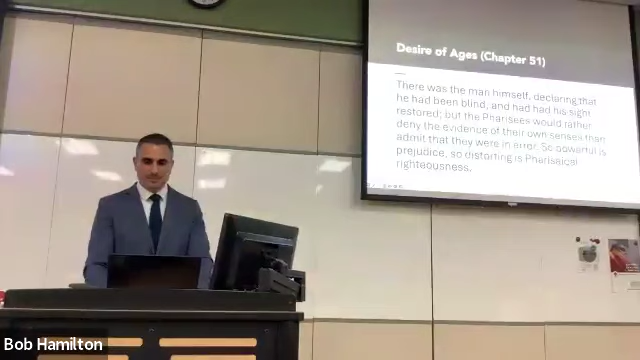 Desire of Ages (Chapter 51)
There was the man himself, declaring that
he had been blind, and had had his sight
restored; but the Pharisees would rather
deny the evidence of their own senses than
admit that they were in error. So powerful is
prejudice, so distorting is Pharisaical
righteousness.
Bob Hamilton